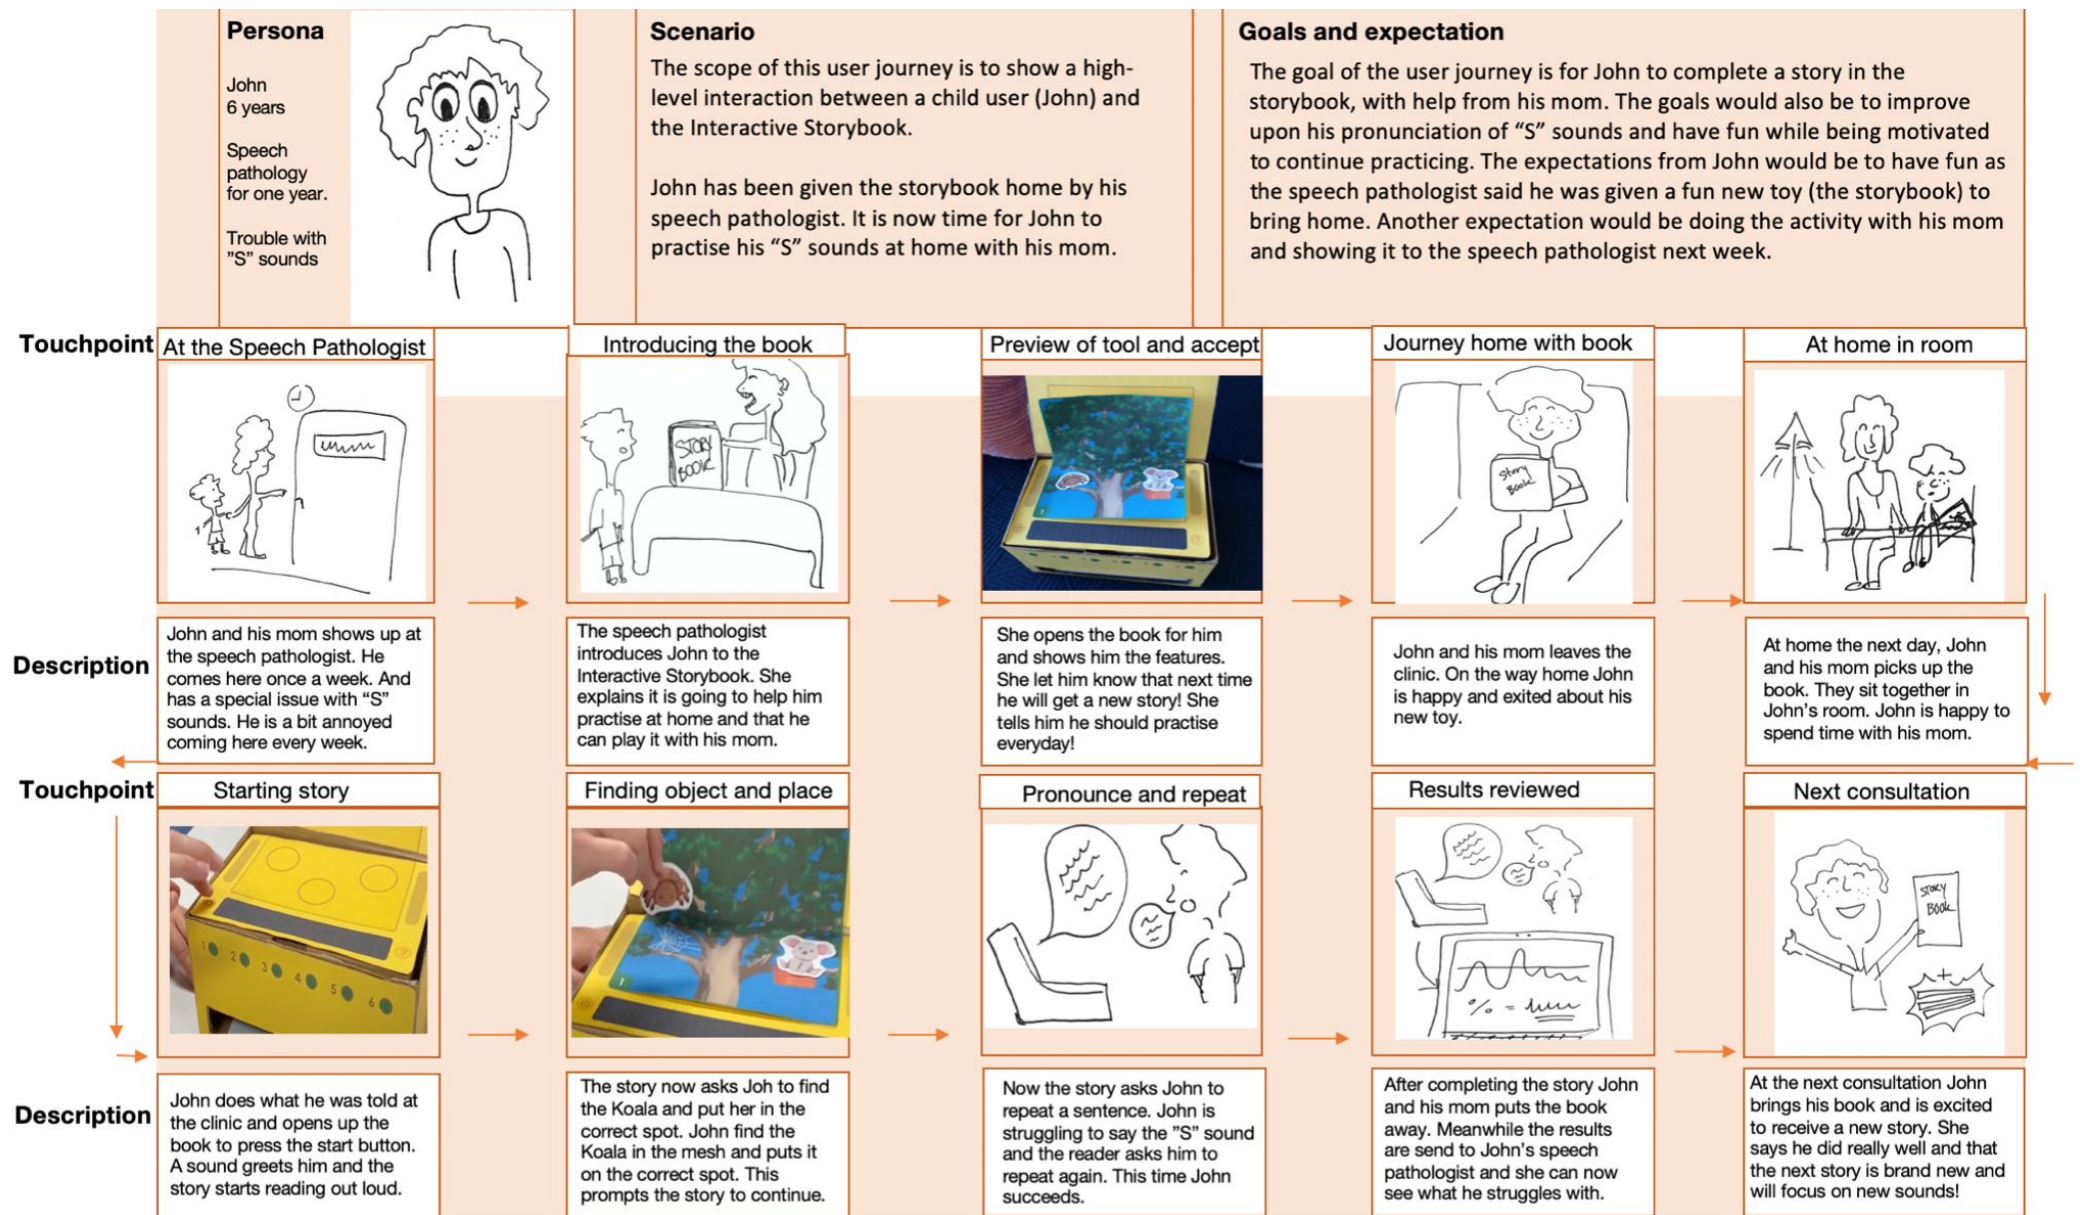 Persona
John
6 years
Speech
pathology
for one year.
Trouble with
”S” sounds
Scenario
The scope of this user journey is to show a high-
level interaction between a child user (John) and
the Interactive Storybook.
John has been given the storybook home by his
speech pathologist. It is now time for John to
practise his “S” sounds at home with his mom.
Goals and expectation
The goal of the user journey is for John to complete a story in the
storybook, with help from his mom. The goals would also be to improve
upon his pronunciation of “S” sounds and have fun while being motivated
to continue practicing. The expectations from John would be to have fun as
the speech pathologist said he was given a fun new toy (the storybook) to
bring home. Another expectation would be doing the activity with his mom
and showing it to the speech pathologist next week.
Touchpoint
At the Speech Pathologist
Introducing the book
STORY
BOOK
Preview of tool and accept
1
Journey home with book
Story
Book
At home in room
Description
John and his mom shows up at
the speech pathologist. He
comes here once a week. And
has a special issue with “S”
sounds. He is a bit annoyed
coming here every week.
The speech pathologist
introduces John to the
Interactive Storybook. She
explains it is going to help him
practise at home and that he
can play it with his mom.
She opens the book for him
and shows him the features.
She let him know that next time
he will get a new story! She
tells him he should practise
everyday!
John and his mom leaves the
clinic. On the way home John
is happy and exited about his
new toy.
At home the next day, John
and his mom picks up the
book. They sit together in
John’s room. John is happy to
spend time with his mom.
Touchpoint
Starting story
1 2 3 4 5 6
?
Finding object and place
1
Pronounce and repeat
Results reviewed
% =
Next consultation
STORY
BOOK
+
Description
John does what he was told at
the clinic and opens up the
book to press the start button.
A sound greets him and the
story starts reading out loud.
The story now asks Joh to find
the Koala and put her in the
correct spot. John find the
Koala in the mesh and puts it
on the correct spot. This
prompts the story to continue.
Now the story asks John to
repeat a sentence. John is
struggling to say the ”S” sound
and the reader asks him to
repeat again. This time John
succeeds.
After completing the story John
and his mom puts the book
away. Meanwhile the results
are send to John’s speech
pathologist and she can now
see what he struggles with.
At the next consultation John
brings his book and is excited
to receive a new story. She
says he did really well and that
the next story is brand new and
will focus on new sounds!